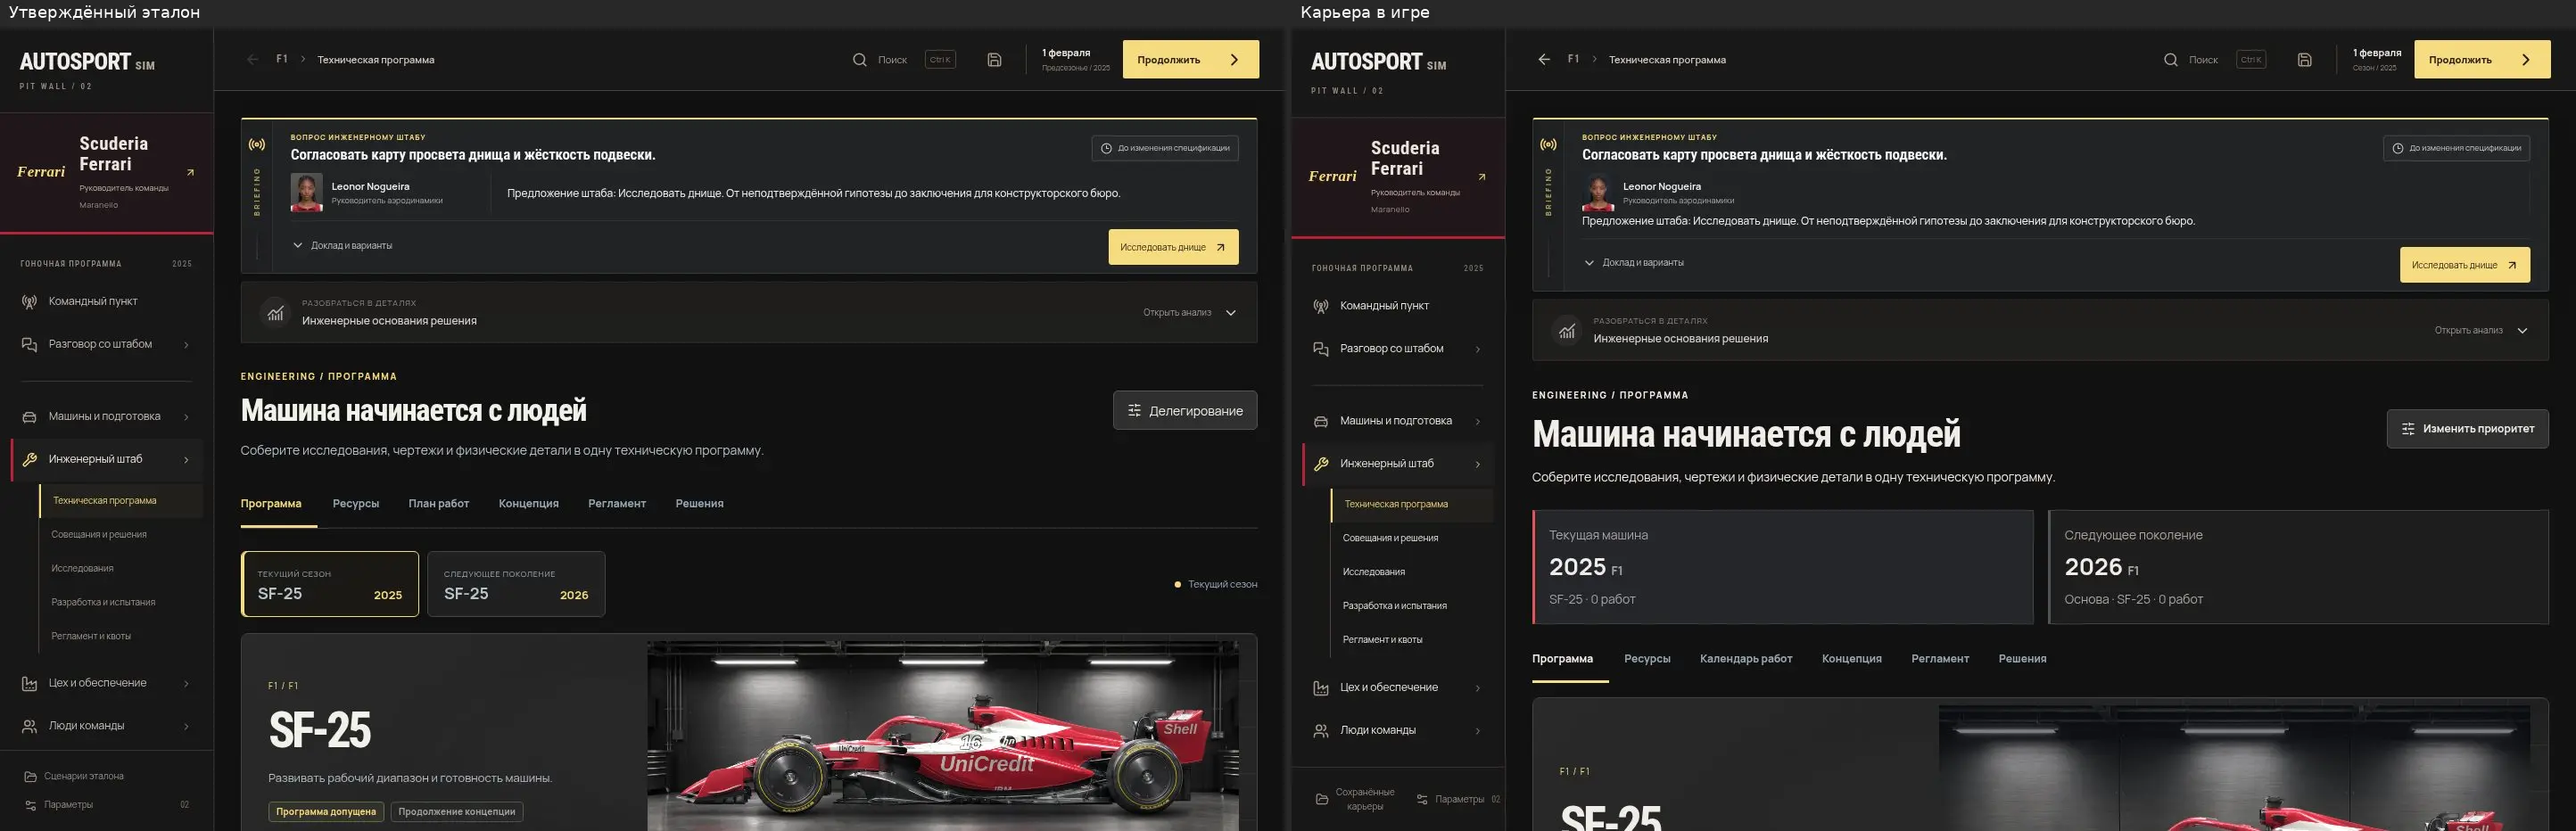 Утверждённый эталон
AUTOSPORT SIM
PIT WALL / 02
Ferrari
Scuderia
Ferrari
Руководитель команды
Maranello
ГОНОЧНАЯ ПРОГРАММА 2025
Командный пункт
Разговор со штабом
Машины и подготовка
Инженерный штаб
Техническая программа
Совещания и решения
Исследования
Разработка и испытания
Регламент и квоты
Цех и обеспечение
Люди команды
Сценарии эталона
Параметры 02
F1 > Техническая программа
Поиск Ctrl K
1 февраля
Предсезонье / 2025
Продолжить
BRIEFING
ВОПРОС ИНЖЕНЕРНОМУ ШТАБУ
Согласовать карту просвета днища и жёсткость подвески.
До изменения спецификации
Leonor Nogueira
Руководитель аэродинамики
Предложение штаба: Исследовать днище. От неподтверждённой гипотезы до заключения для конструкторского бюро.
Доклад и варианты
Исследовать днище
РАЗОБРАТЬСЯ В ДЕТАЛЯХ
Инженерные основания решения
Открыть анализ
ENGINEERING / ПРОГРАММА
Машина начинается с людей
Делегирование
Соберите исследования, чертежи и физические детали в одну техническую программу.
Программа Ресурсы План работ Концепция Регламент Решения
ТЕКУЩИЙ СЕЗОН
SF-25 2025
СЛЕДУЮЩЕЕ ПОКОЛЕНИЕ
SF-25 2026
Текущий сезон
F1 / F1
SF-25
Развивать рабочий диапазон и готовность машины.
Программа допущена Продолжение концепции
UniCredit
16
hp
Shell
UniCredit
IBM
Карьера в игре
AUTOSPORT SIM
PIT WALL / 02
Ferrari
Scuderia
Ferrari
Руководитель команды
Maranello
ГОНОЧНАЯ ПРОГРАММА 2025
Командный пункт
Разговор со штабом
Машины и подготовка
Инженерный штаб
Техническая программа
Совещания и решения
Исследования
Разработка и испытания
Регламент и квоты
Цех и обеспечение
Люди команды
Сохранённые
карьеры
Параметры 02
F1 > Техническая программа
Поиск Ctrl K
1 февраля
Сезон / 2025
Продолжить
BRIEFING
ВОПРОС ИНЖЕНЕРНОМУ ШТАБУ
Согласовать карту просвета днища и жёсткость подвески.
До изменения спецификации
Leonor Nogueira
Руководитель аэродинамики
Предложение штаба: Исследовать днище. От неподтверждённой гипотезы до заключения для конструкторского бюро.
Доклад и варианты
Исследовать днище
РАЗОБРАТЬСЯ В ДЕТАЛЯХ
Инженерные основания решения
Открыть анализ
ENGINEERING / ПРОГРАММА
Машина начинается с людей
Изменить приоритет
Соберите исследования, чертежи и физические детали в одну техническую программу.
Текущая машина
2025 F1
SF-25 · 0 работ
Следующее поколение
2026 F1
Основа · SF-25 · 0 работ
Программа Ресурсы Календарь работ Концепция Регламент Решения
F1 / F1
SF-25
Shell